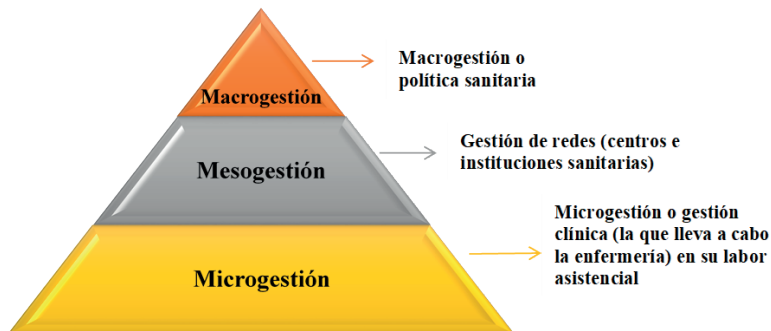 Macrogestión
Macrogestión o
política sanitaria
Mesogestión
Gestión de redes (centros e
instituciones sanitarias)
Microgestión
Microgestión o gestión
clínica (la que lleva a cabo
la enfermería) en su labor
asistencial